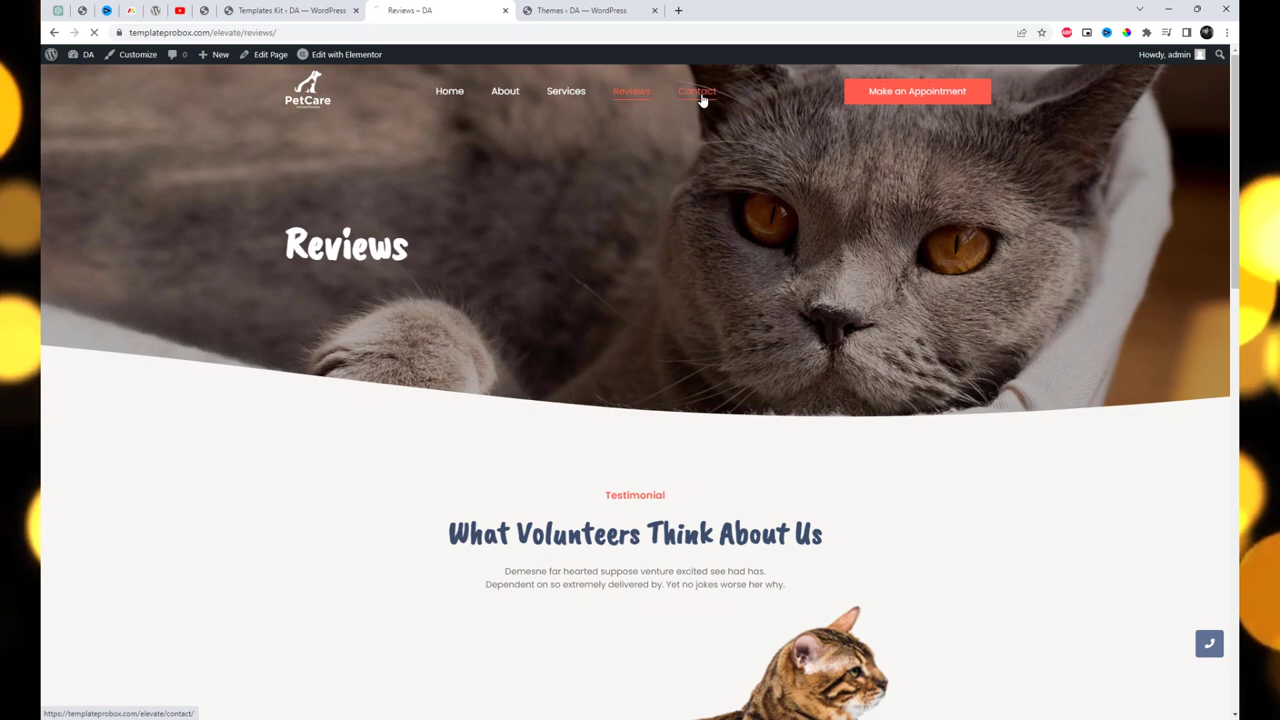 Templates Kit ‹ DA — WordPress
Reviews – DA
Themes ‹ DA — WordPress
templateprobox.com/elevate/reviews/
DA
Customize
0
New
Edit Page
Edit with Elementor
Howdy, admin
PetCare
Home
About
Services
Reviews
Contact
Make an Appointment
Reviews
Testimonial
What Volunteers Think About Us
Demesne far hearted suppose venture excited see had has.
Dependent on so extremely delivered by. Yet no jokes worse her why.
https://templateprobox.com/elevate/contact/